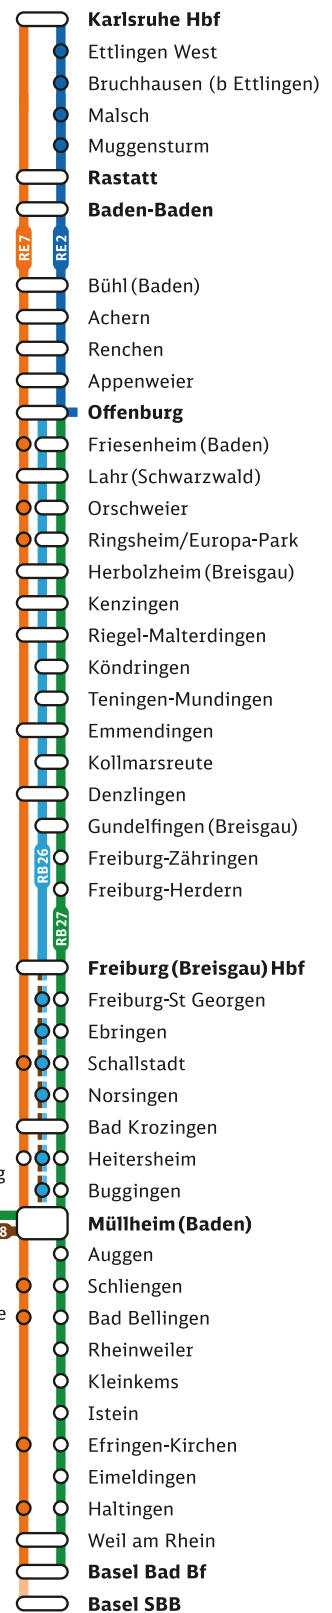 Karlsruhe Hbf
Ettlingen West
Bruchhausen (b Ettlingen)
Malsch
Muggensturm
Rastatt
Baden-Baden
RE 7
RE 2
Bühl (Baden)
Achern
Renchen
Appenweier
Offenburg
Friesenheim (Baden)
Lahr (Schwarzwald)
Orschweier
Ringsheim/Europa-Park
Herbolzheim (Breisgau)
Kenzingen
Riegel-Malterdingen
Köndringen
Teningen-Mundingen
Emmendingen
Kollmarsreute
Denzlingen
Gundelfingen (Breisgau)
RB 26
Freiburg-Zähringen
Freiburg-Herdern
RB 27
Freiburg (Breisgau) Hbf
Freiburg-St Georgen
Ebringen
Schallstadt
Norsingen
Bad Krozingen
Heitersheim
g
Buggingen
Müllheim (Baden)
8
Auggen
Schliengen
e
Bad Bellingen
Rheinweiler
Kleinkems
Istein
Efringen-Kirchen
Eimeldingen
Haltingen
Weil am Rhein
Basel Bad Bf
Basel SBB